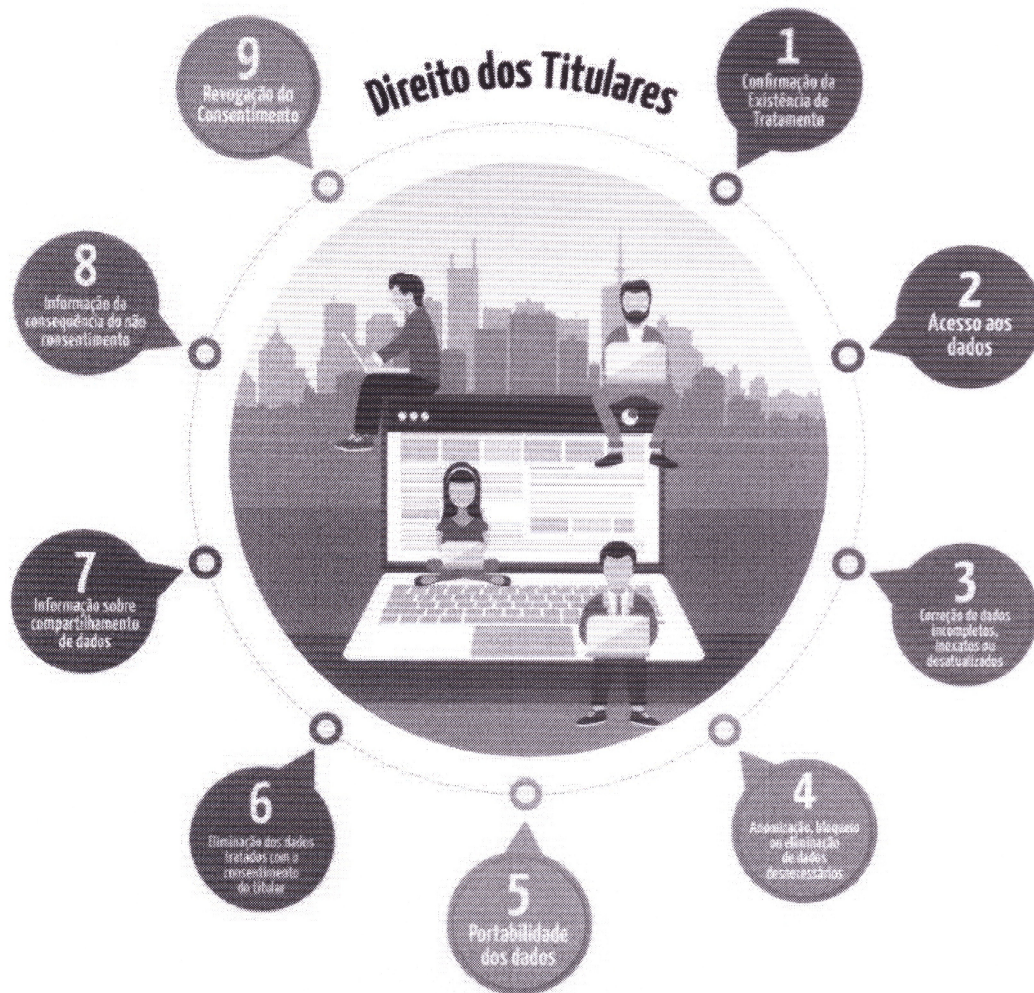 Direito dos Titulares
1
Confirmação da
Existência de
Tratamento
2
Acesso aos
dados
3
Correção de dados
incompletos,
inexatos ou
desatualizados
4
Anonização, bloqueio
ou eliminação
de dados
desnecessários
5
Portabilidade
dos dados
6
Eliminação dos dados
tratados com o
consentimento
do titular
7
Informação sobre
compartilhamento
de dados
8
Informação da
consequência do não
consentimento
9
Revogação do
Consentimento